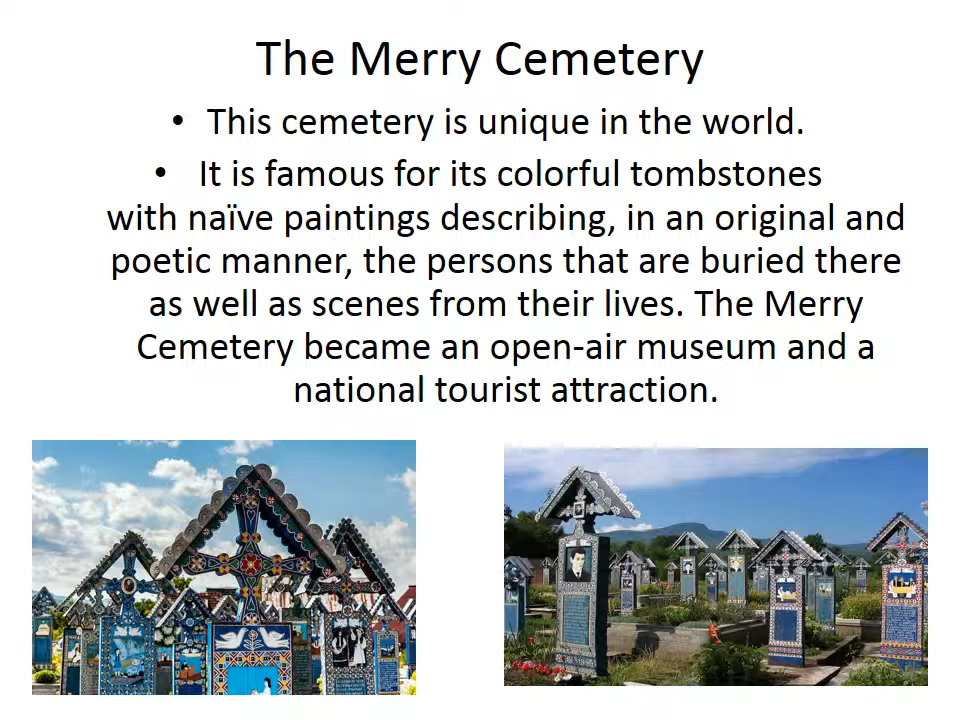 The Merry Cemetery
• This cemetery is unique in the world.
• It is famous for its colorful tombstones
with naïve paintings describing, in an original and
poetic manner, the persons that are buried there
as well as scenes from their lives. The Merry
Cemetery became an open-air museum and a
national tourist attraction.